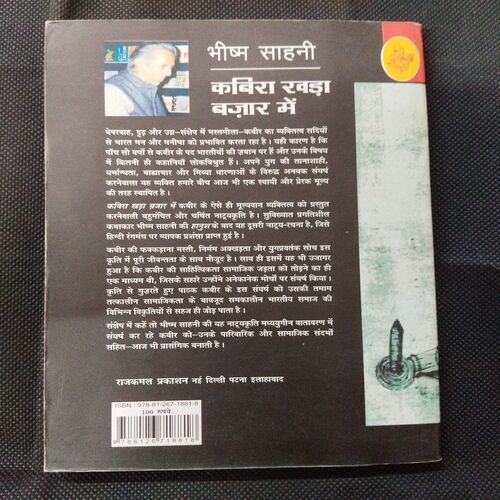 भीष्म साहनी
कबिरा खड़ा
बज़ार में
बेपरवाह, दृढ़ और उग्र–संक्षेप में मस्तमौला–कबीर का व्यक्तित्व सदियों
से भारत मन और मनीषा को प्रभावित करता रहा है। यही कारण है कि
पाँच सौ वर्षों से कबीर के पद भारतीयों की ज़बान पर हैं और उनके विषय
में कितनी ही कहानियाँ लोकविश्रुत हैं। अपने युग की तानाशाही,
धर्मान्धता, बाह्याचार और मिथ्या धारणाओं के विरुद्ध अनथक संघर्ष
करनेवाला यह व्यक्ति हमारे बीच आज भी एक स्थायी और प्रेरक मूल्य
की तरह स्थापित है।
कबिरा खड़ा बजार में कबीर के ऐसे ही मूल्यवान व्यक्तित्व को प्रस्तुत
करनेवाली बहुमंचित और चर्चित नाट्यकृति है। सुविख्यात प्रगतिशील
कथाकार भीष्म साहनी की हानुश के बाद यह दूसरी नाट्य-रचना है, जिसे
हिन्दी रंगमंच पर व्यापक प्रशंसा प्राप्त हुई है।
कबीर की फक्कड़ाना मस्ती, निर्मम अक्खड़ता और युगप्रवर्तक सोच इस
कृति में पूरी जीवन्तता के साथ मौजूद है। साथ ही इसमें यह भी उजागर
हुआ है कि कबीर की साहित्यिकता सामाजिक जड़ता को तोड़ने का ही
एक माध्यम थी, जिसके सहारे उन्होंने अनेकानेक मोर्चों पर संघर्ष किया।
कृति से गुज़रते हुए पाठक कबीर के इस संघर्ष को उसकी तमाम
तत्कालीन सामाजिकता के बावजूद समकालीन भारतीय समाज की
विभिन्न विकृतियों से सहज ही जोड़ पाता है।
संक्षेप में कहें तो भीष्म साहनी की यह नाट्यकृति मध्ययुगीन वातावरण में
संघर्ष कर रहे कबीर को–उनके पारिवारिक और सामाजिक संदर्भों
सहित–आज भी प्रासंगिक बनाती है।
राजकमल प्रकाशन नई दिल्ली पटना इलाहाबाद
ISBN : 978-81-267-1881-8
100 रुपये
9788126718818